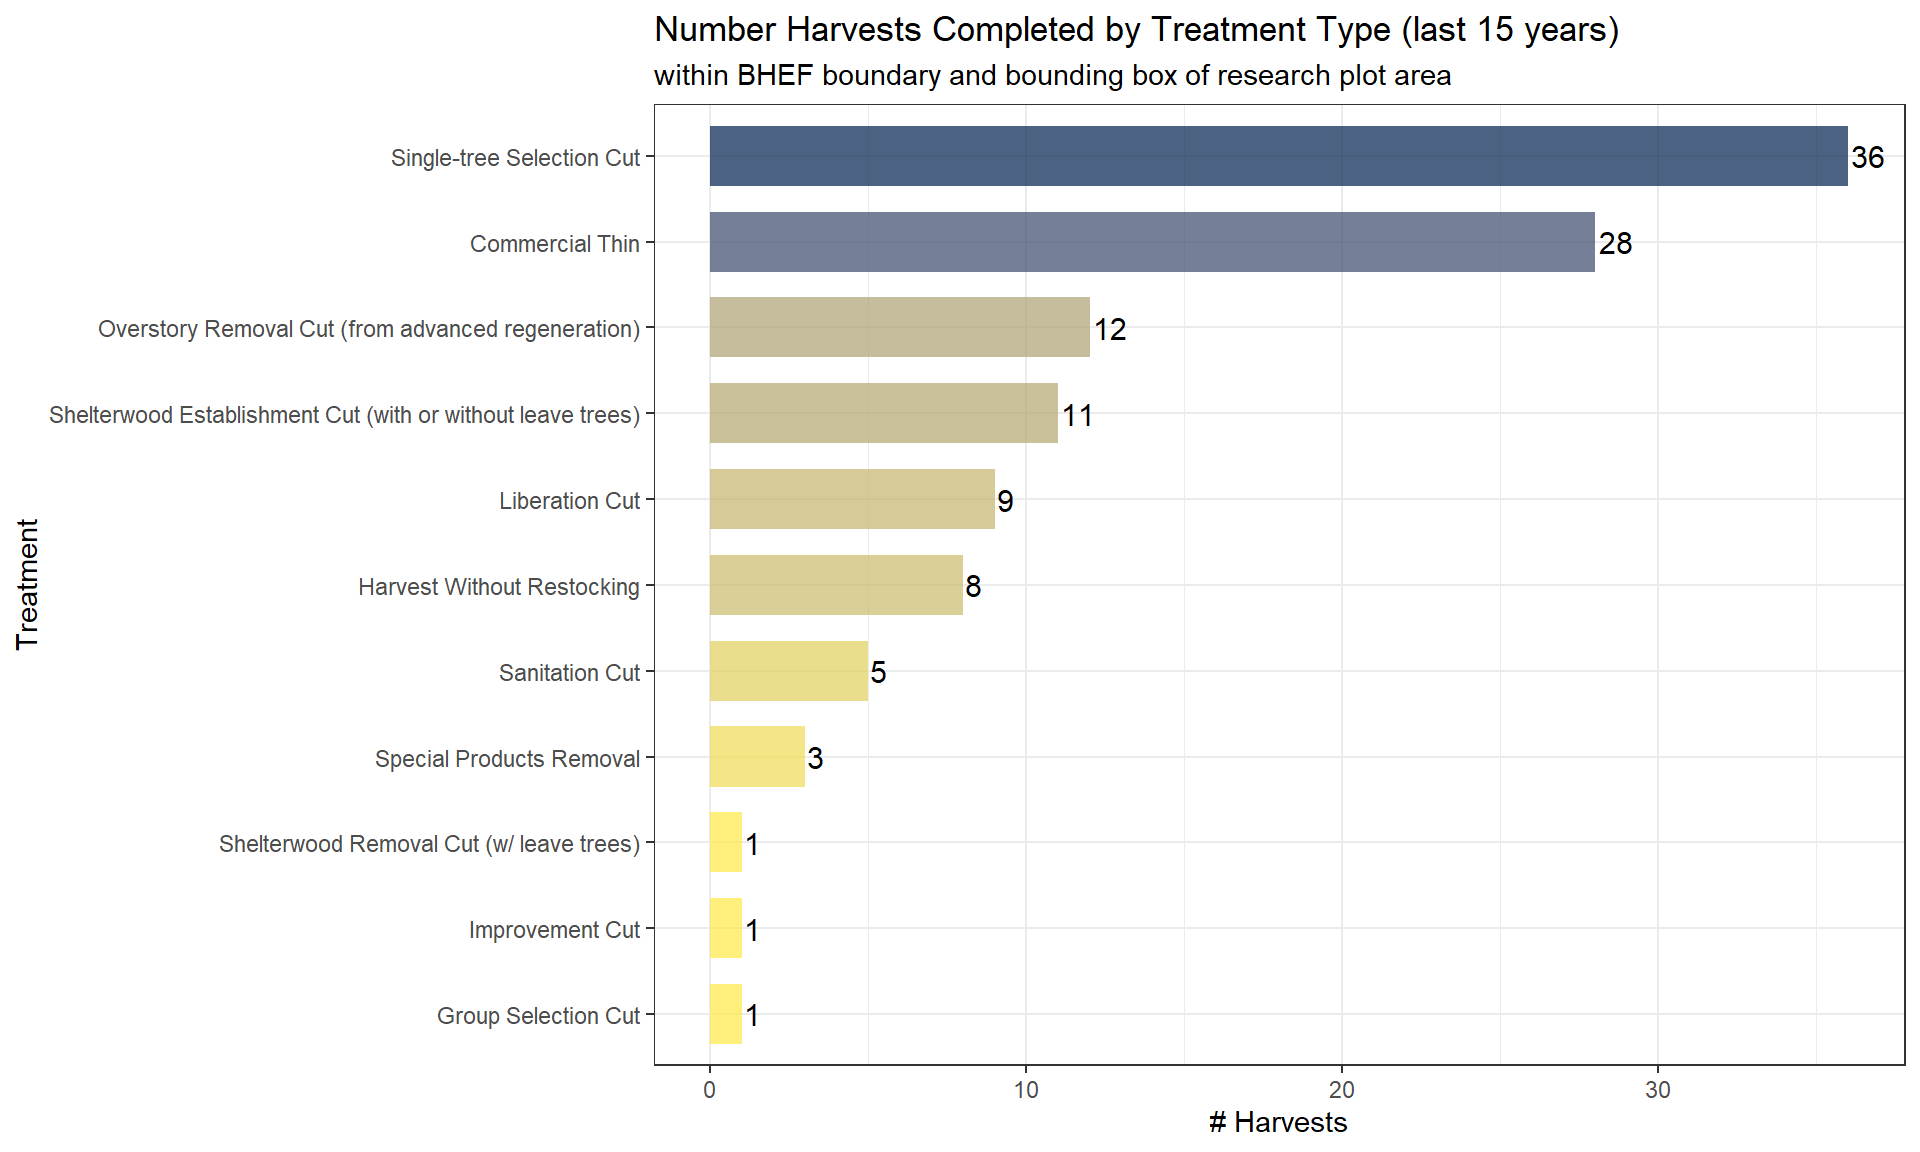 Number Harvests Completed by Treatment Type (last 15 years)
within BHEF boundary and bounding box of research plot area
Treatment
Single-tree Selection Cut
36
Commercial Thin
28
Overstory Removal Cut (from advanced regeneration)
12
Shelterwood Establishment Cut (with or without leave trees)
11
Liberation Cut
9
Harvest Without Restocking
8
Sanitation Cut
5
Special Products Removal
3
Shelterwood Removal Cut (w/ leave trees)
1
Improvement Cut
1
Group Selection Cut
1
0 10 20 30
# Harvests